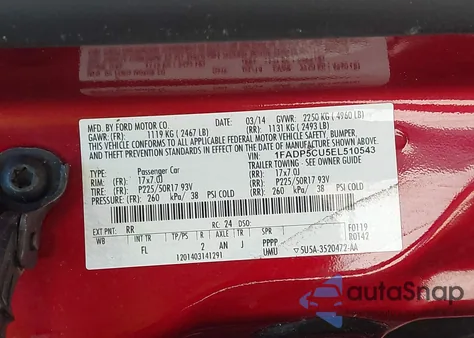 MFD. BY FORD MOTOR CO.
DATE: 03/14 GVWR: 2250 KG (4960 LB)
GAWR: (FR): 1119 KG (2467 LB) (RR): 1131 KG (2493 LB)
THIS VEHICLE CONFORMS TO ALL APPLICABLE FEDERAL MOTOR VEHICLE SAFETY, BUMPER,
AND THEFT PREVENTION STANDARDS IN EFFECT ON THE DATE OF MANUFACTURE SHOWN ABOVE.
VIN: 1FADP5CU5EL510543
TYPE: Passenger Car TRAILER TOWING - SEE OWNER GUIDE
RIM: (FR): 17x7.0J (RR): 17x7.0J
TIRES: (FR): P225/50R17 93V (RR): P225/50R17 93V
PRESSURE: (FR): 260 kPa/ 38 PSI COLD (RR): 260 kPa/ 38 PSI COLD
EXT PNT: RR RC: 24 DSO: F0119
WB INT TR TP/PS R AXLE TR SPR R0142
FL 2 AN J PPPP
1201403141291 UMU 5U5A-3520472-AA
autoSnap